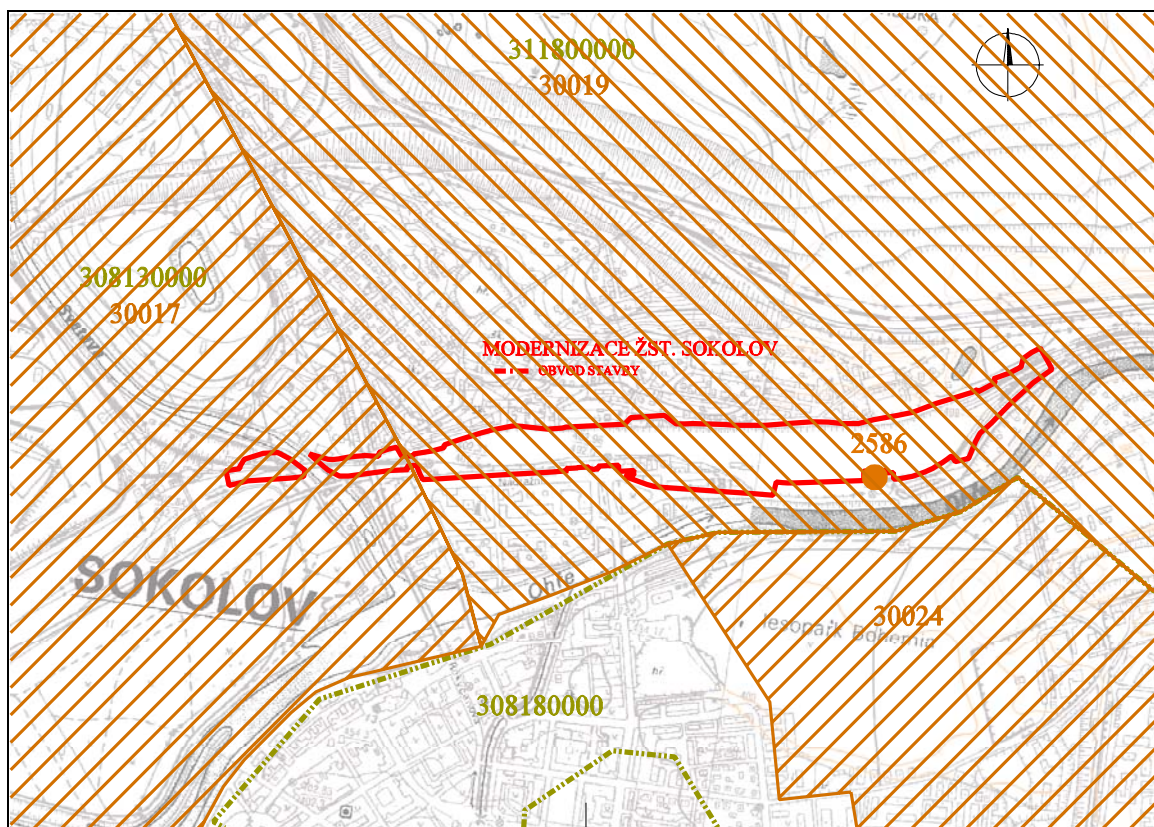 311800000
30019
308130000
30017
MODERNIZACE ŽST. SOKOLOV
OBVOD STAVBY
2586
Ohře
SOKOLOV
30024
lesopark Bohemia
308180000